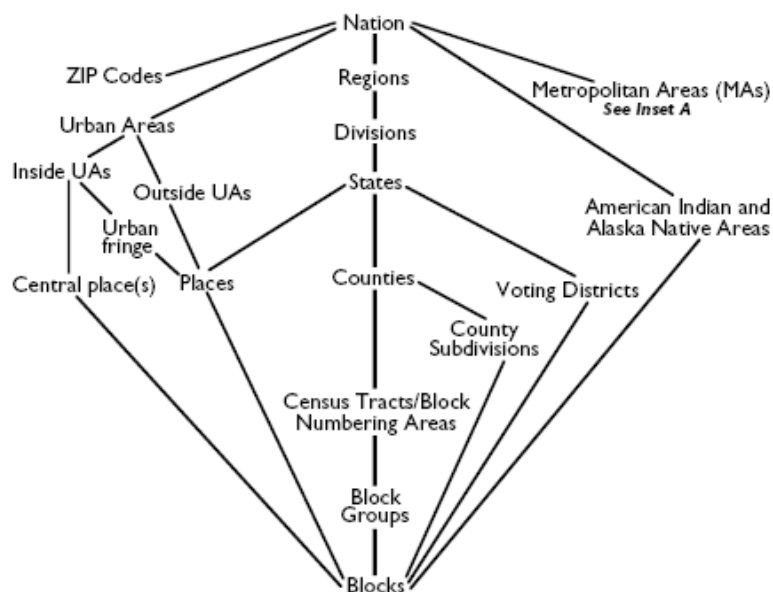 Nation
ZIP Codes
Regions
Metropolitan Areas (MAs)
See Inset A
Urban Areas
Divisions
Inside UAs
Outside UAs
States
Urban
fringe
American Indian and
Alaska Native Areas
Central place(s)
Places
Counties
Voting Districts
County
Subdivisions
Census Tracts/Block
Numbering Areas
Block
Groups
Blocks